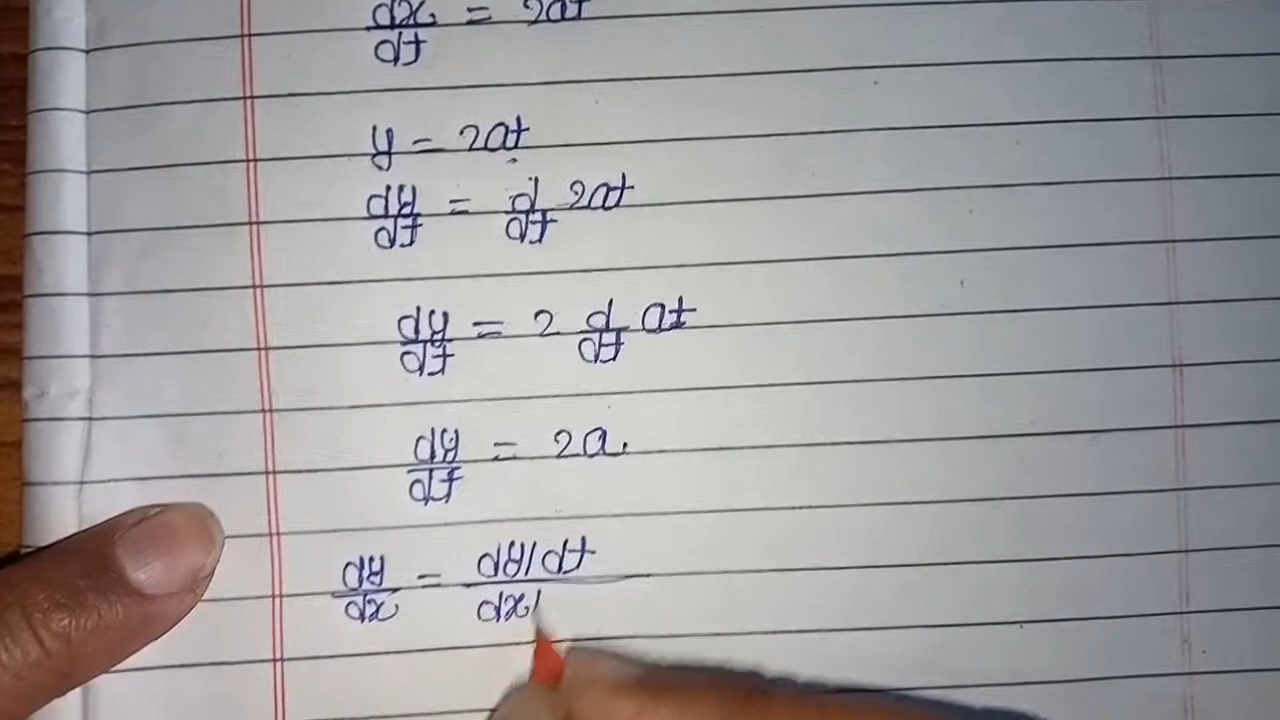 dx/dt = 2at
y = 2at
dy/dt = d/dt 2at
dy/dt = 2 d/dt at
dy/dt = 2a.
dy/dx = dy/dt / dx/